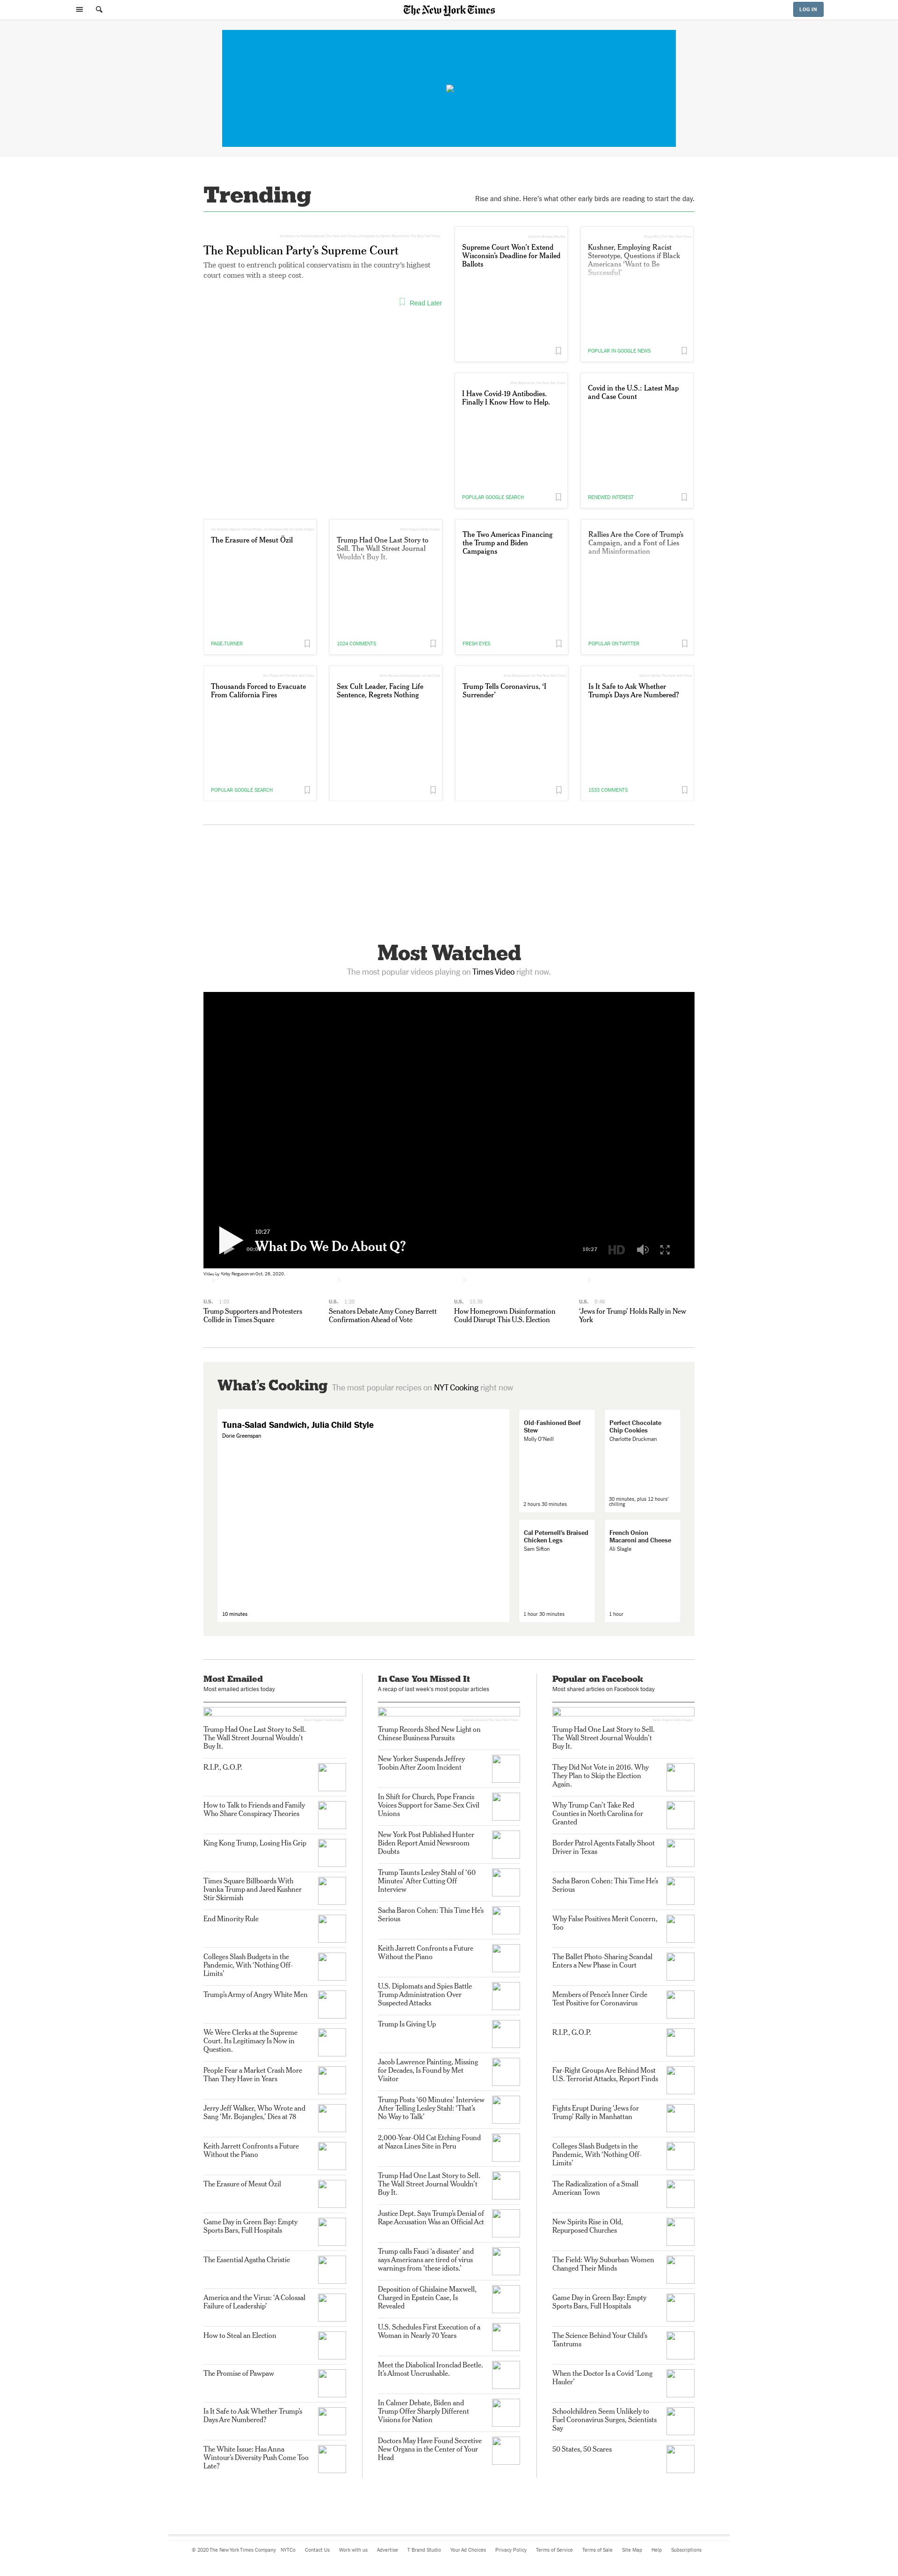 The New York Times
LOG IN
Trending
Rise and shine. Here's what other early birds are reading to start the day.
The Republican Party's Supreme Court
The quest to entrench political conservatism in the country's highest
court comes with a steep cost.
Read Later
Supreme Court Won't Extend
Wisconsin's Deadline for Mailed
Ballots
Kushner, Employing Racist
Stereotype, Questions if Black
Americans 'Want to Be
Successful'
POPULAR IN GOOGLE NEWS
I Have Covid-19 Antibodies.
Finally I Know How to Help.
POPULAR GOOGLE SEARCH
Covid in the U.S.: Latest Map
and Case Count
RENEWED INTEREST
The Erasure of Mesut Özil
PAGE-TURNER
Trump Had One Last Story to
Sell. The Wall Street Journal
Wouldn't Buy It.
1024 COMMENTS
The Two Americas Financing
the Trump and Biden
Campaigns
FRESH EYES
Rallies Are the Core of Trump's
Campaign, and a Font of Lies
and Misinformation
POPULAR ON TWITTER
Thousands Forced to Evacuate
From California Fires
POPULAR GOOGLE SEARCH
Sex Cult Leader, Facing Life
Sentence, Regrets Nothing
Trump Tells Coronavirus, 'I
Surrender'
Is It Safe to Ask Whether
Trump's Days Are Numbered?
1533 COMMENTS
Most Watched
The most popular videos playing on Times Video right now.
10:27
What Do We Do About Q?
10:27
HD
Video by Kirby Ferguson on Oct. 26, 2020.
U.S.
Trump Supporters and Protesters
Collide in Times Square
U.S. 1:20
Senators Debate Amy Coney Barrett
Confirmation Ahead of Vote
U.S.
How Homegrown Disinformation
Could Disrupt This U.S. Election
U.S.
'Jews for Trump' Holds Rally in New
York
What's Cooking The most popular recipes on NYT Cooking right now
Tuna-Salad Sandwich, Julia Child Style
Dorie Greenspan
10 minutes
Old-Fashioned Beef
Stew
Molly O'Neill
2 hours 30 minutes
Perfect Chocolate
Chip Cookies
Charlotte Druckman
30 minutes, plus 12 hours'
chilling
Cal Peternell's Braised
Chicken Legs
Sam Sifton
1 hour 30 minutes
French Onion
Macaroni and Cheese
Ali Slagle
1 hour
Most Emailed
Most emailed articles today
Trump Had One Last Story to Sell.
The Wall Street Journal Wouldn't
Buy It.
R.I.P., G.O.P.
How to Talk to Friends and Family
Who Share Conspiracy Theories
King Kong Trump, Losing His Grip
Times Square Billboards With
Ivanka Trump and Jared Kushner
Stir Skirmish
End Minority Rule
Colleges Slash Budgets in the
Pandemic, With 'Nothing Off-
Limits'
Trump's Army of Angry White Men
We Were Clerks at the Supreme
Court. Its Legitimacy Is Now in
Question.
People Fear a Market Crash More
Than They Have in Years
Jerry Jeff Walker, Who Wrote and
Sang 'Mr. Bojangles,' Dies at 78
Keith Jarrett Confronts a Future
Without the Piano
The Erasure of Mesut Özil
Game Day in Green Bay: Empty
Sports Bars, Full Hospitals
The Essential Agatha Christie
America and the Virus: 'A Colossal
Failure of Leadership'
How to Steal an Election
The Promise of Pawpaw
Is It Safe to Ask Whether Trump's
Days Are Numbered?
The White Issue: Has Anna
Wintour's Diversity Push Come Too
Late?
In Case You Missed It
A recap of last week's most popular articles
Trump Records Shed New Light on
Chinese Business Pursuits
New Yorker Suspends Jeffrey
Toobin After Zoom Incident
In Shift for Church, Pope Francis
Voices Support for Same-Sex Civil
Unions
New York Post Published Hunter
Biden Report Amid Newsroom
Doubts
Trump Taunts Lesley Stahl of '60
Minutes' After Cutting Off
Interview
Sacha Baron Cohen: This Time He's
Serious
Keith Jarrett Confronts a Future
Without the Piano
U.S. Diplomats and Spies Battle
Trump Administration Over
Suspected Attacks
Trump Is Giving Up
Jacob Lawrence Painting, Missing
for Decades, Is Found by Met
Visitor
Trump Posts '60 Minutes' Interview
After Telling Lesley Stahl: 'That's
No Way to Talk'
2,000-Year-Old Cat Etching Found
at Nazca Lines Site in Peru
Trump Had One Last Story to Sell.
The Wall Street Journal Wouldn't
Buy It.
Justice Dept. Says Trump's Denial of
Rape Accusation Was an Official Act
Trump calls Fauci 'a disaster' and
says Americans are tired of virus
warnings from 'these idiots.'
Deposition of Ghislaine Maxwell,
Charged in Epstein Case, Is
Revealed
U.S. Schedules First Execution of a
Woman in Nearly 70 Years
Meet the Diabolical Ironclad Beetle.
It's Almost Uncrushable.
In Calmer Debate, Biden and
Trump Offer Sharply Different
Visions for Nation
Doctors May Have Found Secretive
New Organs in the Center of Your
Head
Popular on Facebook
Most shared articles on Facebook today
Trump Had One Last Story to Sell.
The Wall Street Journal Wouldn't
Buy It.
They Did Not Vote in 2016. Why
They Plan to Skip the Election
Again.
Why Trump Can't Take Red
Counties in North Carolina for
Granted
Border Patrol Agents Fatally Shoot
Driver in Texas
Sacha Baron Cohen: This Time He's
Serious
Why False Positives Merit Concern,
Too
The Ballet Photo-Sharing Scandal
Enters a New Phase in Court
Members of Pence's Inner Circle
Test Positive for Coronavirus
R.I.P., G.O.P.
Far-Right Groups Are Behind Most
U.S. Terrorist Attacks, Report Finds
Fights Erupt During 'Jews for
Trump' Rally in Manhattan
Colleges Slash Budgets in the
Pandemic, With 'Nothing Off-
Limits'
The Radicalization of a Small
American Town
New Spirits Rise in Old,
Repurposed Churches
The Field: Why Suburban Women
Changed Their Minds
Game Day in Green Bay: Empty
Sports Bars, Full Hospitals
The Science Behind Your Child's
Tantrums
When the Doctor Is a Covid 'Long
Hauler'
Schoolchildren Seem Unlikely to
Fuel Coronavirus Surges, Scientists
Say
50 States, 50 Scares
© 2020 The New York Times Company NYTCo Contact Us Work with us Advertise T Brand Studio Your Ad Choices Privacy Policy Terms of Service Terms of Sale Site Map Help Subscriptions